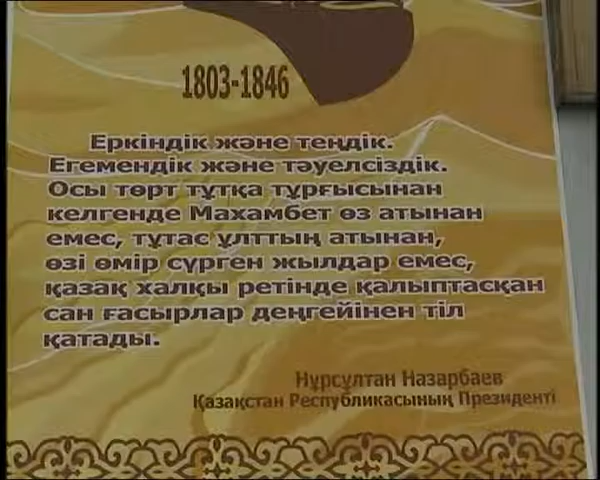 1803-1846
Еркіндік және теңдік.
Егемендік және тәуелсіздік.
Осы төрт тұтқа тұрғысынан
келгенде Махамбет өз атынан
емес, тұтас ұлттың атынан,
өзі өмір сүрген жылдар емес,
қазақ халқы ретінде қалыптасқан
сан ғасырлар деңгейінен тіл
қатады.
Нұрсұлтан Назарбаев
Қазақстан Республикасының Президенті